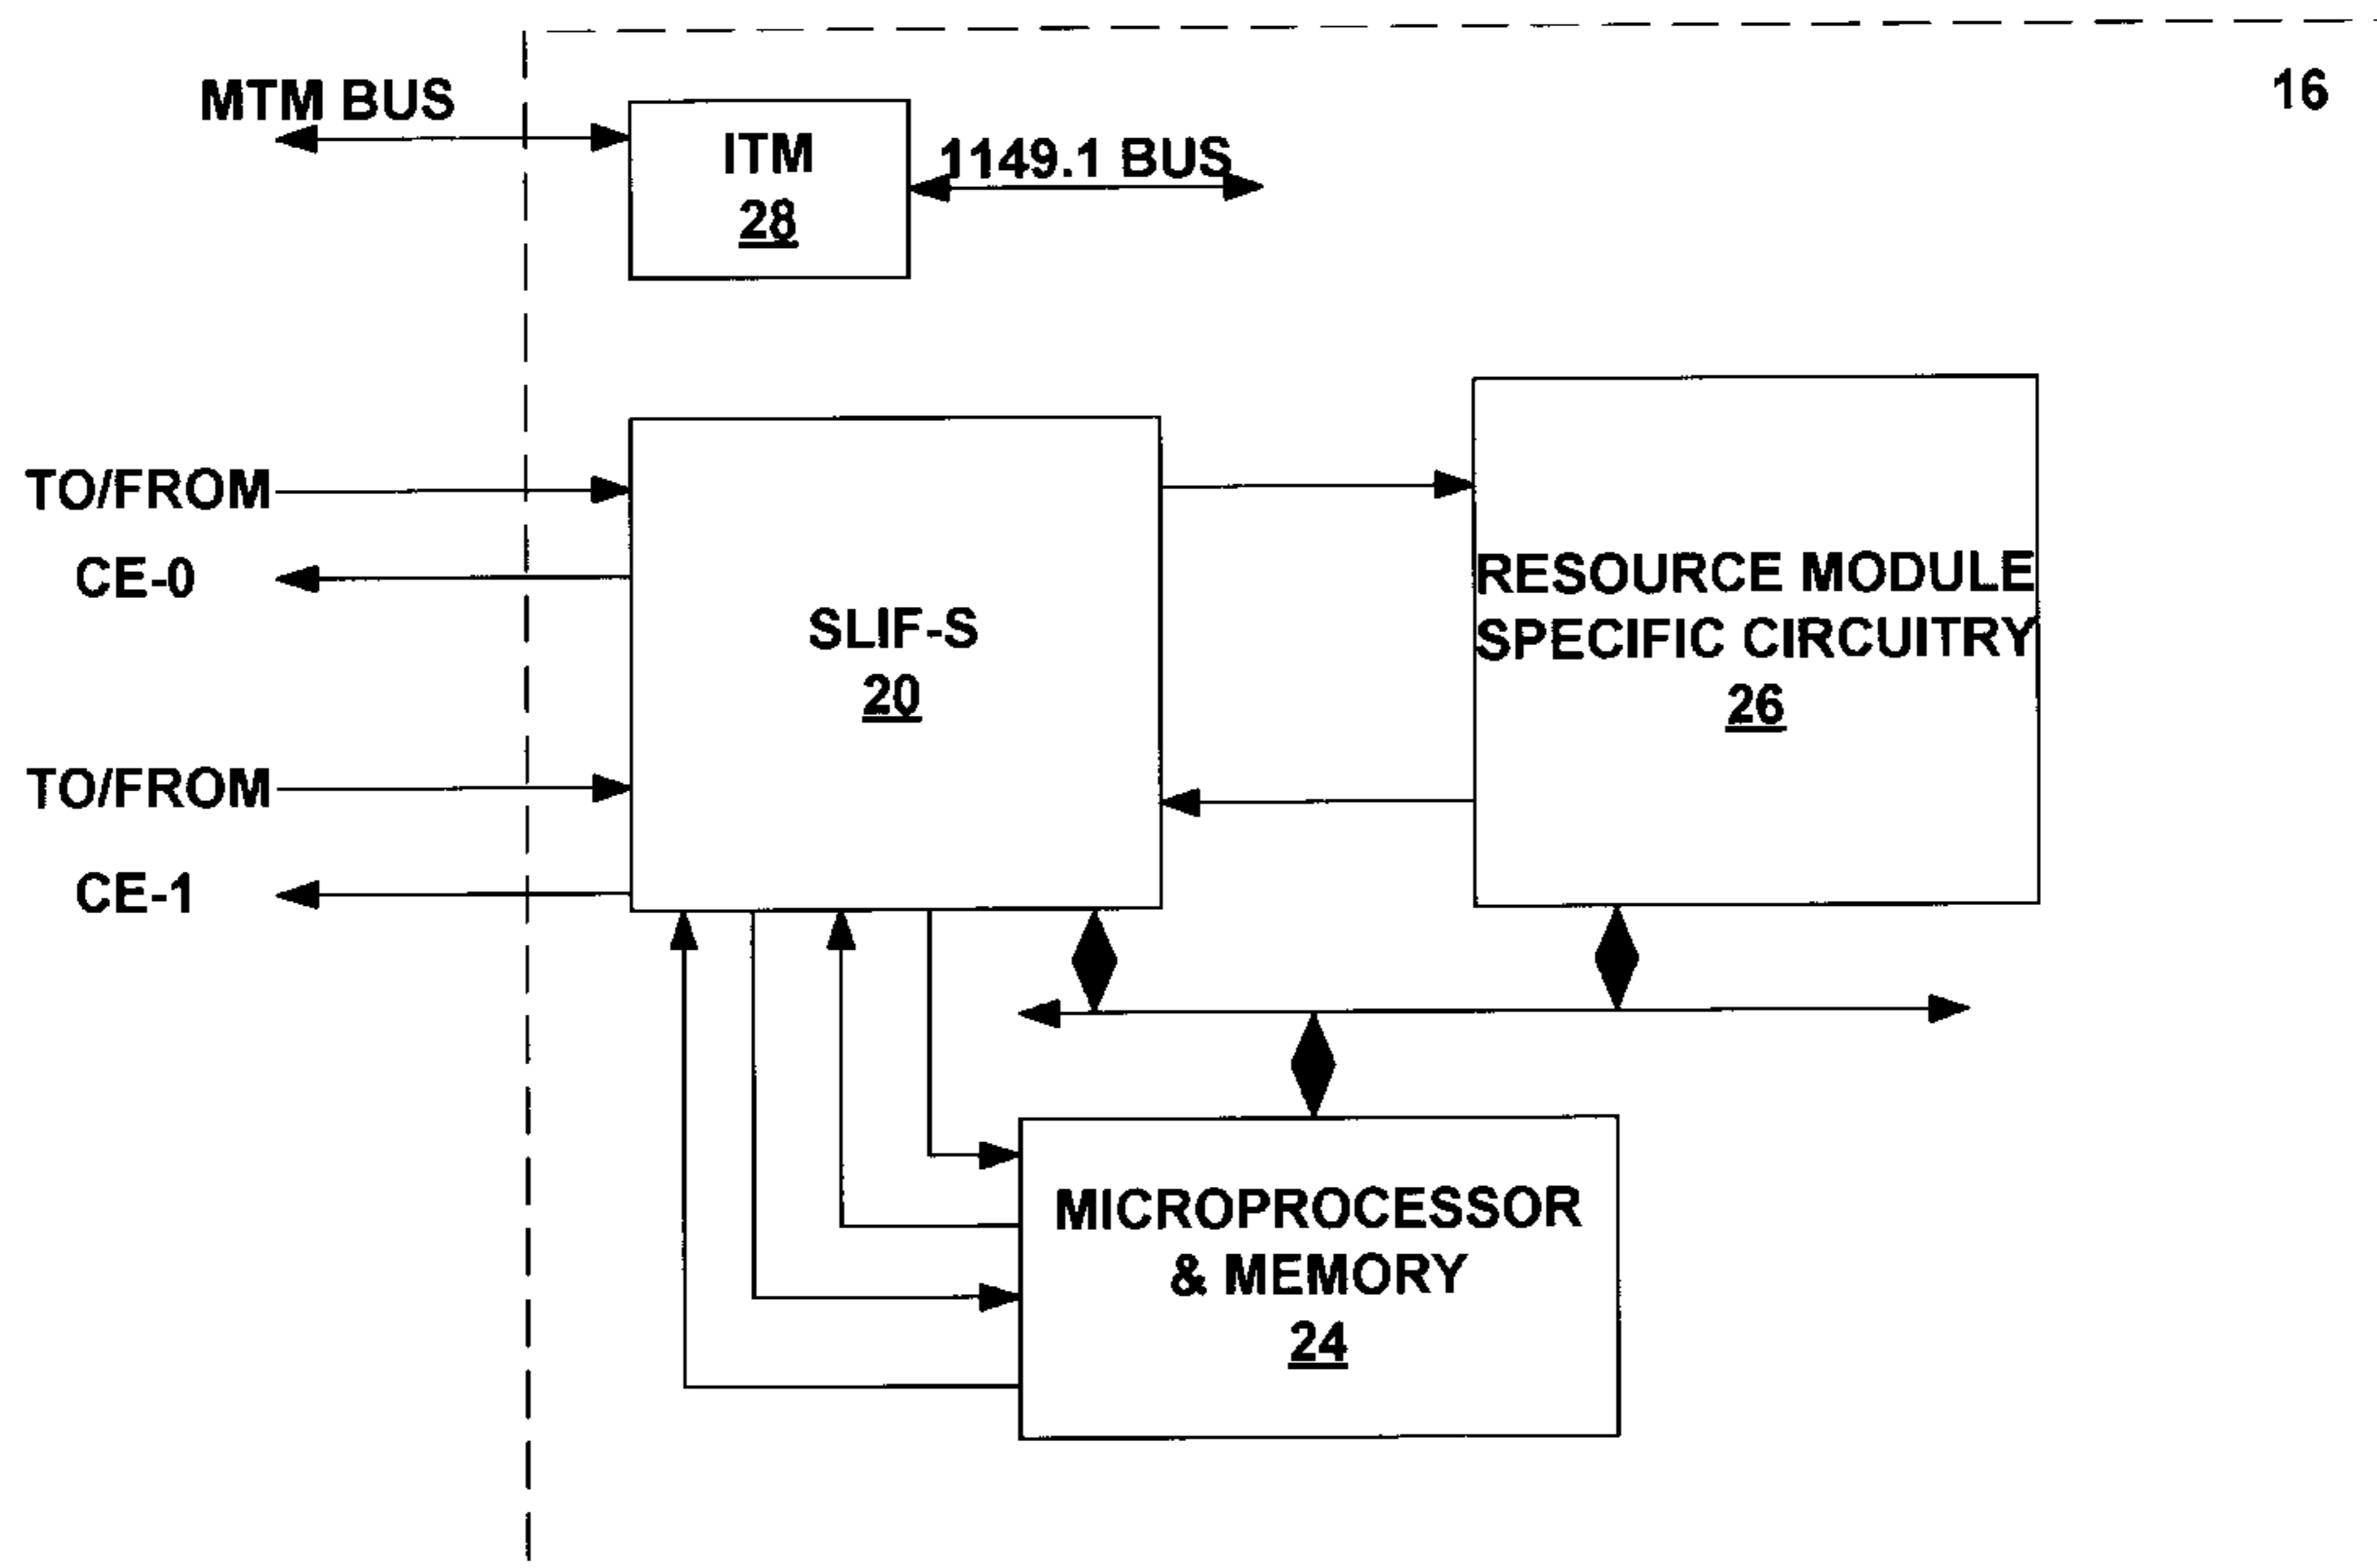 16
MTM BUS
ITM
28
1149.1 BUS
TO/FROM
CE-0
SLIF-S
20
RESOURCE MODULE
SPECIFIC CIRCUITRY
26
TO/FROM
CE-1
MICROPROCESSOR
& MEMORY
24